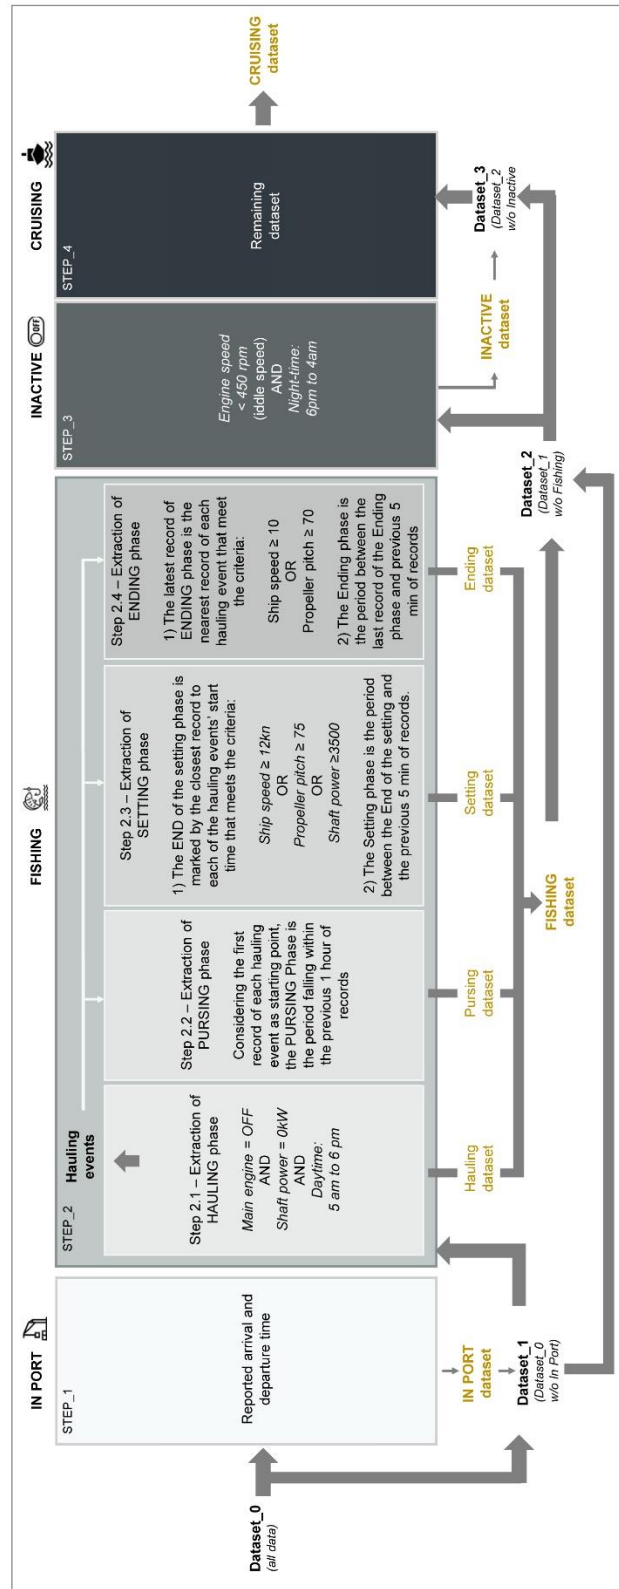 Dataset_0
(all data)
IN PORT
STEP_1
Reported arrival and
departure time
IN PORT
dataset
Dataset_1
(Dataset_0
w/o In Port)
FISHING
STEP_2
Hauling
events
Step 2.1 – Extraction of
HAULING phase
Main engine = OFF
AND
Shaft power = 0kW
AND
Daytime:
5 am to 6 pm
Hauling
dataset
Step 2.2 – Extraction of
PURSING phase
Considering the first
record of each hauling
event as starting point,
the PURSING Phase is
the period falling within
the previous 1 hour of
records
Pursing
dataset
Step 2.3 – Extraction of
SETTING phase
1) The END of the setting phase is
marked by the closest record to
each of the hauling events' start
time that meets the criteria:
Ship speed ≥ 12kn
OR
Propeller pitch ≥ 75
OR
Shaft power ≥3500
2) The Setting phase is the period
between the End of the setting and
the previous 5 min of records.
Setting
dataset
Step 2.4 – Extraction of
ENDING phase
1) The latest record of
ENDING phase is the
nearest record of each
hauling event that meet
the criteria:
Ship speed ≥ 10
OR
Propeller pitch ≥ 70
2) The Ending phase is
the period between the
last record of the Ending
phase and previous 5
min of records
Ending
dataset
FISHING
dataset
Dataset_2
(Dataset_1
w/o Fishing)
INACTIVE
OFF
STEP_3
Engine speed
< 450 rpm
(iddle speed)
AND
Night-time:
6pm to 4am
INACTIVE
dataset
Dataset_3
(Dataset_2
w/o Inactive
CRUISING
STEP_4
Remaining
dataset
CRUISING
dataset